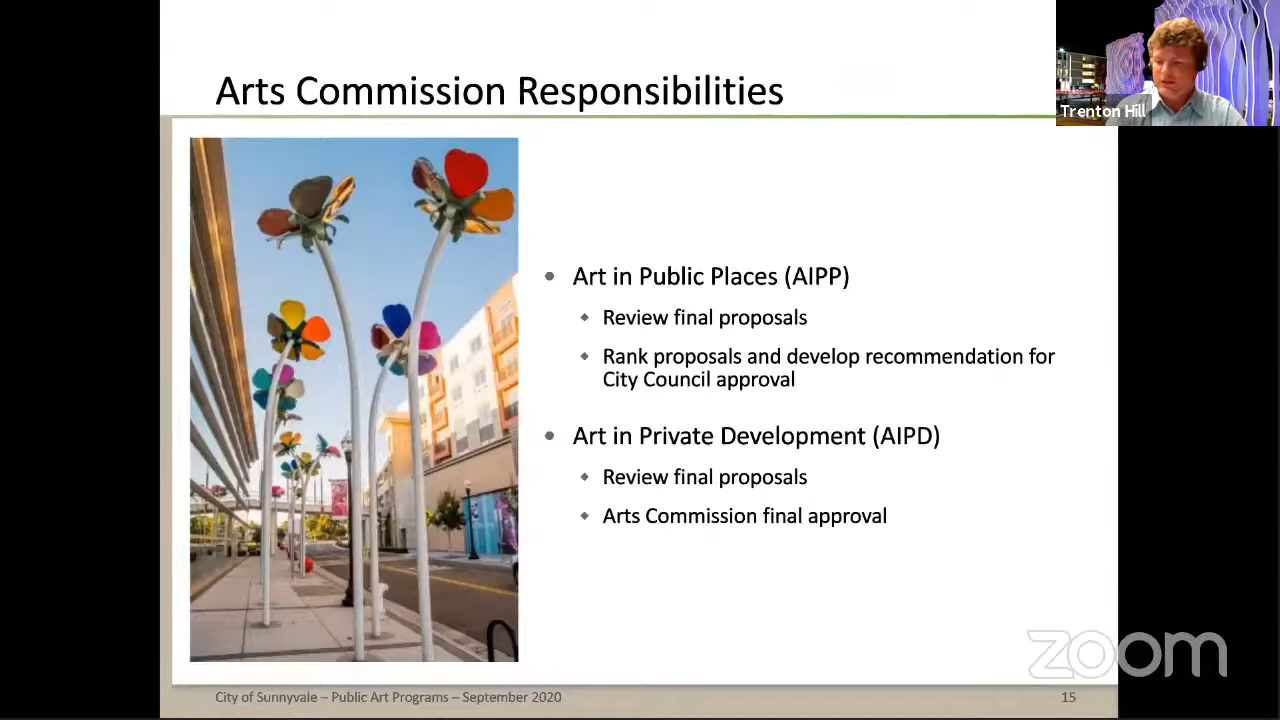 Arts Commission Responsibilities
Trenton Hill
• Art in Public Places (AIPP)
Review final proposals
Rank proposals and develop recommendation for
City Council approval
• Art in Private Development (AIPD)
Review final proposals
Arts Commission final approval
zoom
City of Sunnyvale – Public Art Programs – September 2020
15